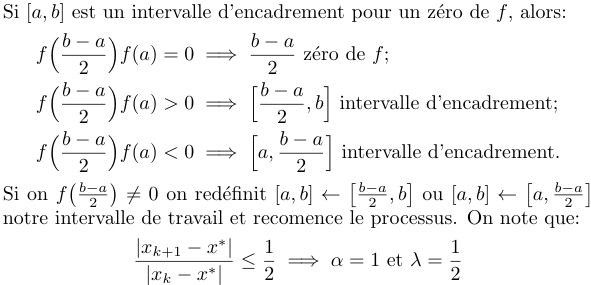 Si $[a, b]$ est un intervalle d'encadrement pour un zéro de $f$, alors:
$f\left(\frac{b-a}{2}\right)f(a) = 0 \implies \frac{b-a}{2}$ zéro de $f$;
$f\left(\frac{b-a}{2}\right)f(a) > 0 \implies \left[\frac{b-a}{2}, b\right]$ intervalle d'encadrement;
$f\left(\frac{b-a}{2}\right)f(a) < 0 \implies \left[a, \frac{b-a}{2}\right]$ intervalle d'encadrement.
Si on $f\left(\frac{b-a}{2}\right) \neq 0$ on redéfinit $[a, b] \leftarrow \left[\frac{b-a}{2}, b\right]$ ou $[a, b] \leftarrow \left[a, \frac{b-a}{2}\right]$
notre intervalle de travail et recomence le processus. On note que:
$\frac{|x_{k+1} - x^*|}{|x_k - x^*|} \leq \frac{1}{2} \implies \alpha = 1$ et $\lambda = \frac{1}{2}$